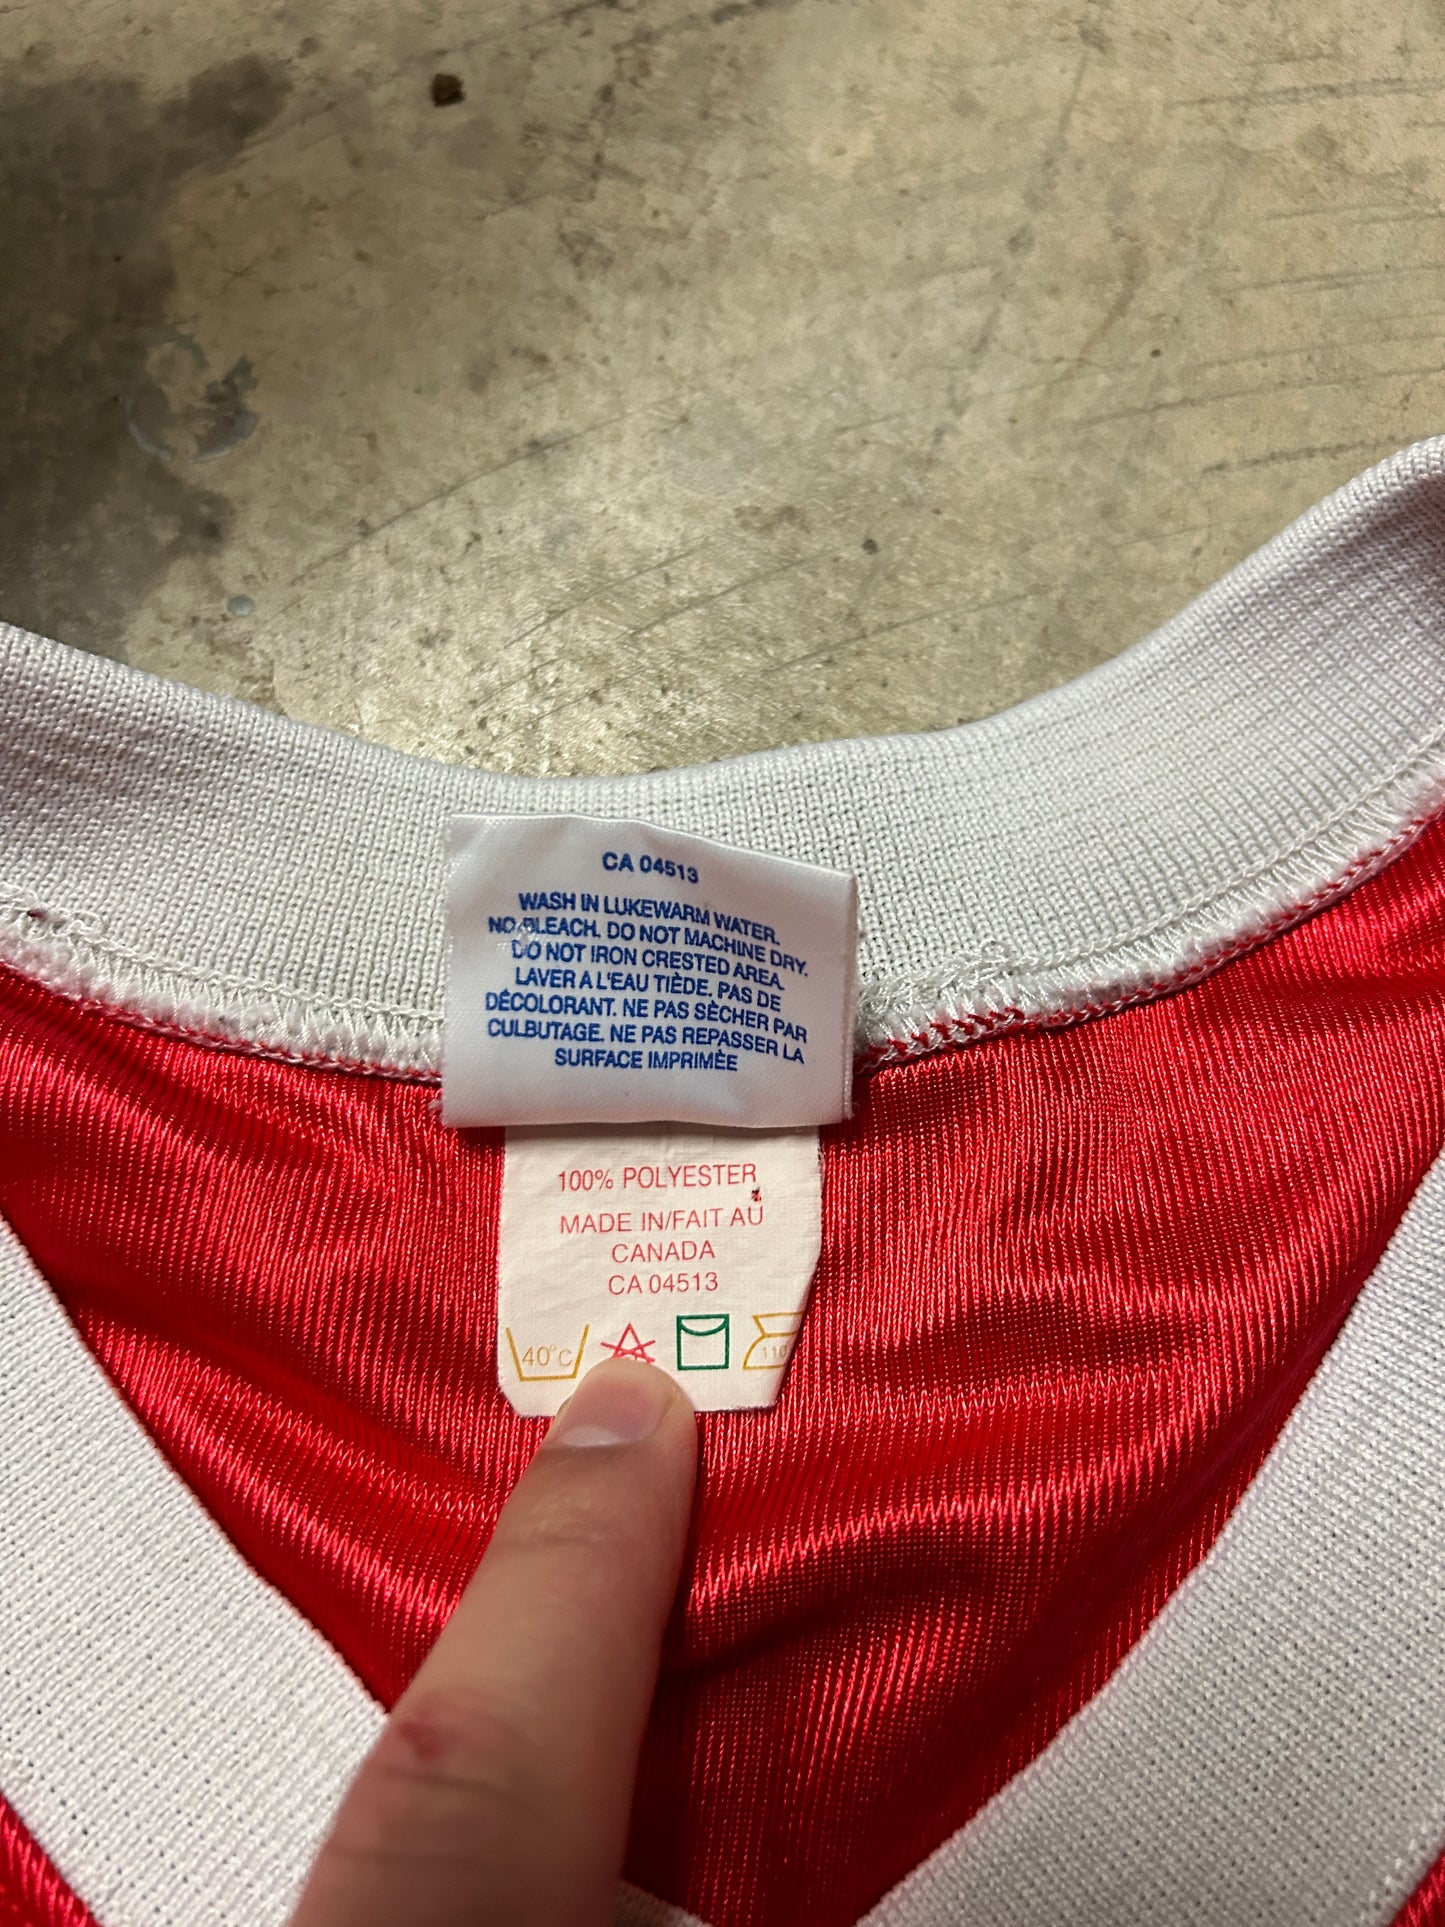 CA 04513
WASH IN LUKEWARM WATER.
NO BLEACH. DO NOT MACHINE DRY.
DO NOT IRON CRESTED AREA.
LAVER A L'EAU TIÈDE. PAS DE
DÉCOLORANT. NE PAS SÈCHER PAR
CULBUTAGE. NE PAS REPASSER LA
SURFACE IMPRIMÉE
100% POLYESTER
MADE IN/FAIT AU
CANADA
CA 04513
40°C 110